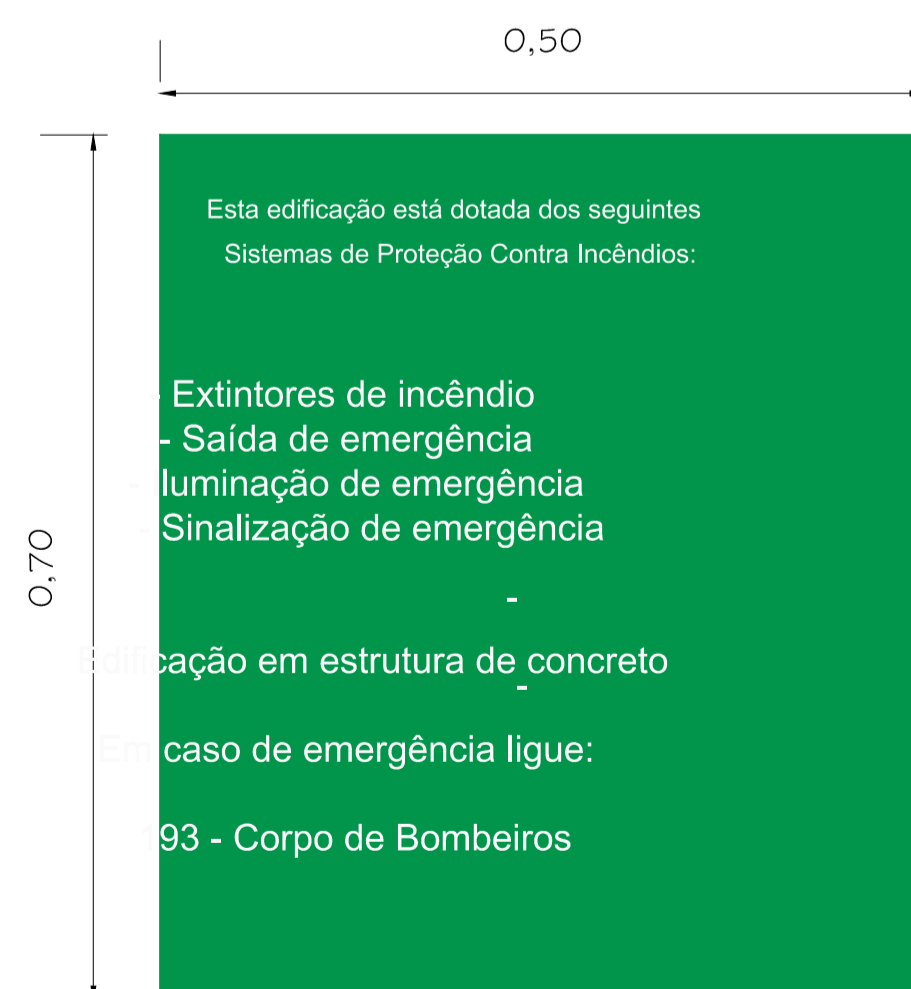 0,50
Esta edificação está dotada dos seguintes
Sistemas de Proteção Contra Incêndios:
- Extintores de incêndio
- Saída de emergência
- Iluminação de emergência
- Sinalização de emergência
0,70
-
Edificação em estrutura de concreto
-
Em caso de emergência ligue:
193 - Corpo de Bombeiros